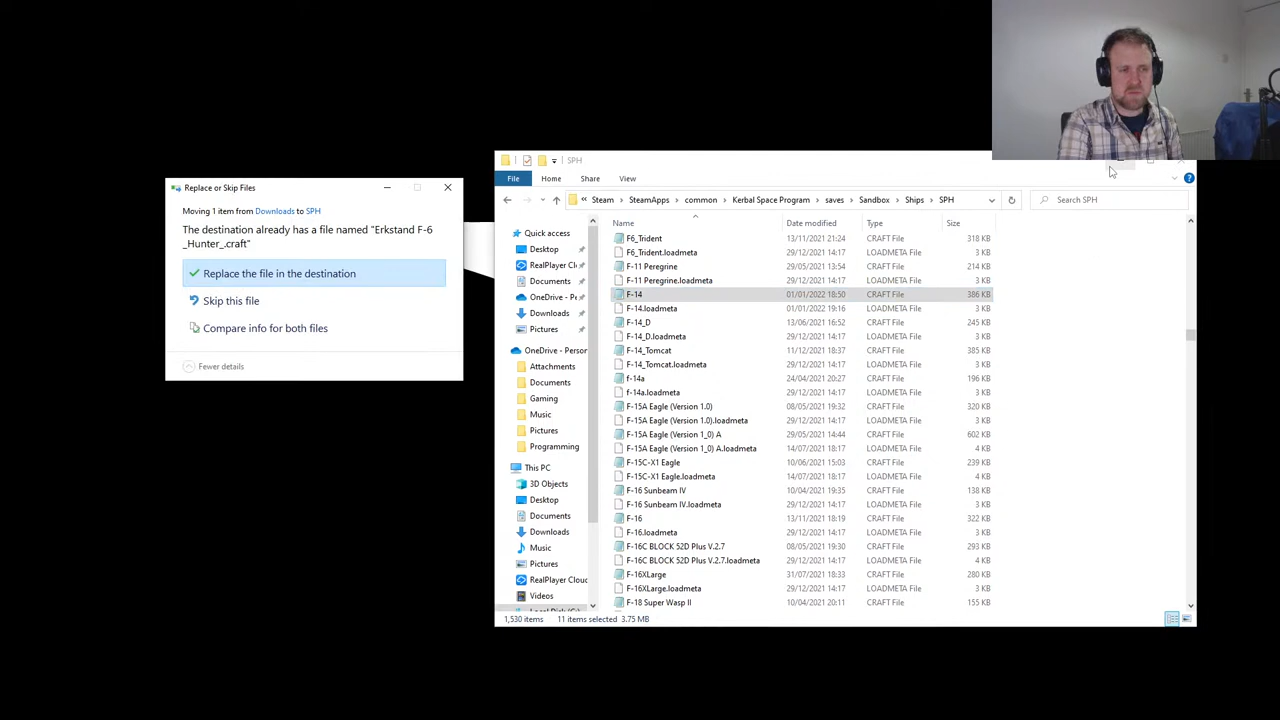 Replace or Skip Files
Moving 1 item from Downloads to SPH
The destination already has a file named "Erkstand F-6
_Hunter_.craft"
Replace the file in the destination
Skip this file
Compare info for both files
Fewer details
SPH
File Home Share View
« Steam > SteamApps > common > Kerbal Space Program > saves > Sandbox > Ships > SPH
Search SPH
Quick access
Desktop
RealPlayer Cl
Documents
OneDrive - Pe
Downloads
Pictures
OneDrive - Person
Attachments
Documents
Gaming
Music
Pictures
Programming
This PC
3D Objects
Desktop
Documents
Downloads
Music
Pictures
RealPlayer Cloud
Videos
Name Date modified Type Size
F6_Trident 13/11/2021 21:24 CRAFT File 318 KB
F6_Trident.loadmeta 29/12/2021 14:17 LOADMETA File 3 KB
F-11 Peregrine 29/05/2021 13:54 CRAFT File 214 KB
F-11 Peregrine.loadmeta 29/12/2021 14:17 LOADMETA File 3 KB
F-14 01/01/2022 18:50 CRAFT File 386 KB
F-14.loadmeta 01/01/2022 19:16 LOADMETA File 3 KB
F-14_D 13/06/2021 16:52 CRAFT File 245 KB
F-14_D.loadmeta 29/12/2021 14:17 LOADMETA File 3 KB
F-14_Tomcat 11/12/2021 18:37 CRAFT File 385 KB
F-14_Tomcat.loadmeta 29/12/2021 14:17 LOADMETA File 3 KB
f-14a 24/04/2021 20:27 CRAFT File 196 KB
f-14a.loadmeta 29/12/2021 14:17 LOADMETA File 3 KB
F-15A Eagle (Version 1.0) 08/05/2021 19:32 CRAFT File 320 KB
F-15A Eagle (Version 1.0).loadmeta 29/12/2021 14:17 LOADMETA File 3 KB
F-15A Eagle (Version 1_0) A 29/05/2021 14:44 CRAFT File 602 KB
F-15A Eagle (Version 1_0) A.loadmeta 14/07/2021 18:17 LOADMETA File 4 KB
F-15C-X1 Eagle 10/06/2021 15:03 CRAFT File 239 KB
F-15C-X1 Eagle.loadmeta 14/07/2021 18:17 LOADMETA File 4 KB
F-16 Sunbeam IV 10/04/2021 19:35 CRAFT File 138 KB
F-16 Sunbeam IV.loadmeta 29/12/2021 14:17 LOADMETA File 3 KB
F-16 13/11/2021 18:19 CRAFT File 322 KB
F-16.loadmeta 29/12/2021 14:17 LOADMETA File 3 KB
F-16C BLOCK 52D Plus V.2.7 08/05/2021 19:30 CRAFT File 293 KB
F-16C BLOCK 52D Plus V.2.7.loadmeta 29/12/2021 14:17 LOADMETA File 4 KB
F-16XLarge 31/07/2021 18:33 CRAFT File 280 KB
F-16XLarge.loadmeta 29/12/2021 14:17 LOADMETA File 3 KB
F-18 Super Wasp II 10/04/2021 20:11 CRAFT File 155 KB
1,530 items 11 items selected 3.75 MB